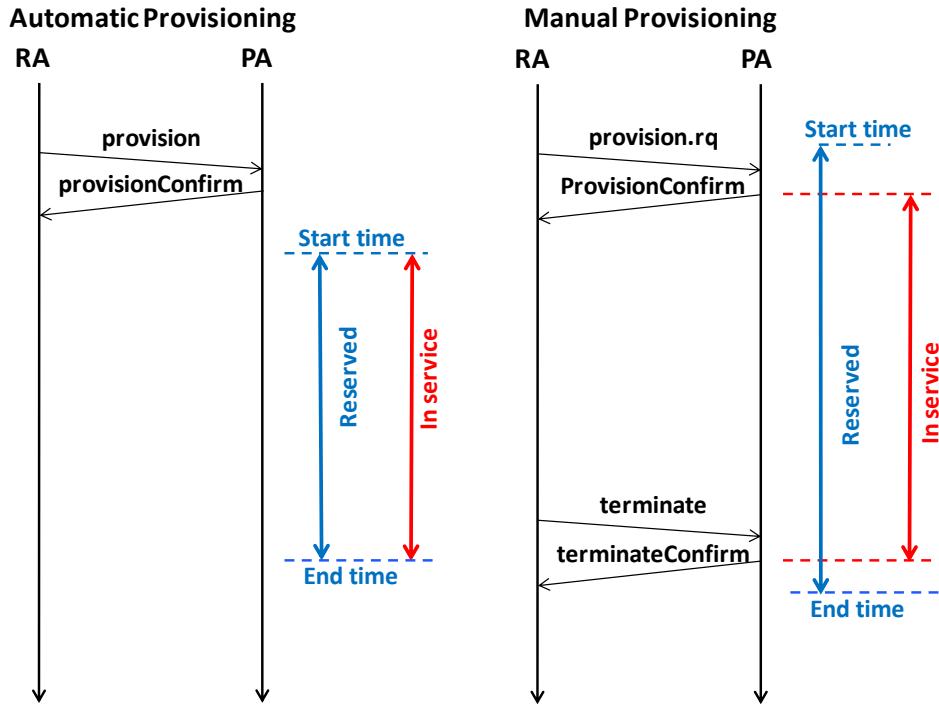 Automatic Provisioning
RA
PA
provision
provisionConfirm
Start time
Reserved
In service
End time
Manual Provisioning
RA
PA
provision.rq
ProvisionConfirm
Start time
Reserved
In service
terminate
terminateConfirm
End time